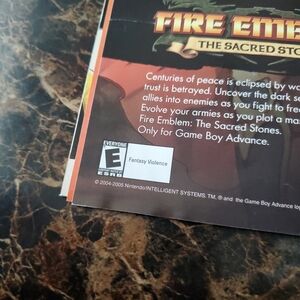 FIRE EMB
THE SACRED STO
Centuries of peace is eclipsed by wa
trust is betrayed. Uncover the dark se
allies into enemies as you fight to free
Evolve your armies as you plot a ma
Fire Emblem: The Sacred Stones.
Only for Game Boy Advance.
EVERYONE
E
ESRB
Fantasy Violence
© 2004-2005 Nintendo/INTELLIGENT SYSTEMS. TM, ® and the Game Boy Advance log